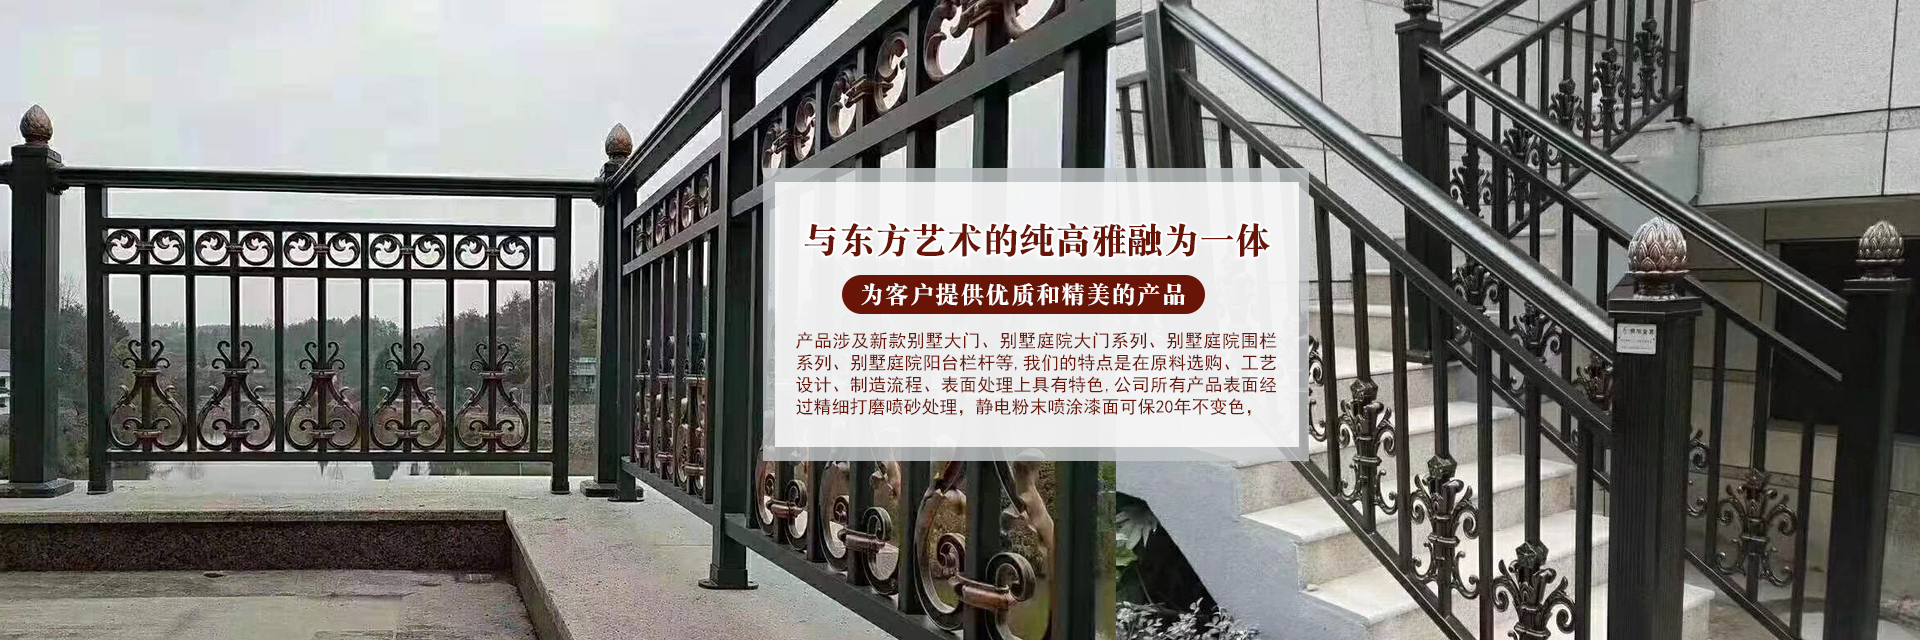 与东方艺术的纯高雅融为一体
为客户提供优质和精美的产品
产品涉及新款别墅大门、别墅庭院大门系列、别墅庭院围栏
系列、别墅庭院阳台栏杆等,我们的特点是在原料选购、工艺
设计、制造流程、表面处理上具有特色,公司所有产品表面经
过精细打磨喷砂处理，静电粉末喷涂漆面可保20年不变色，